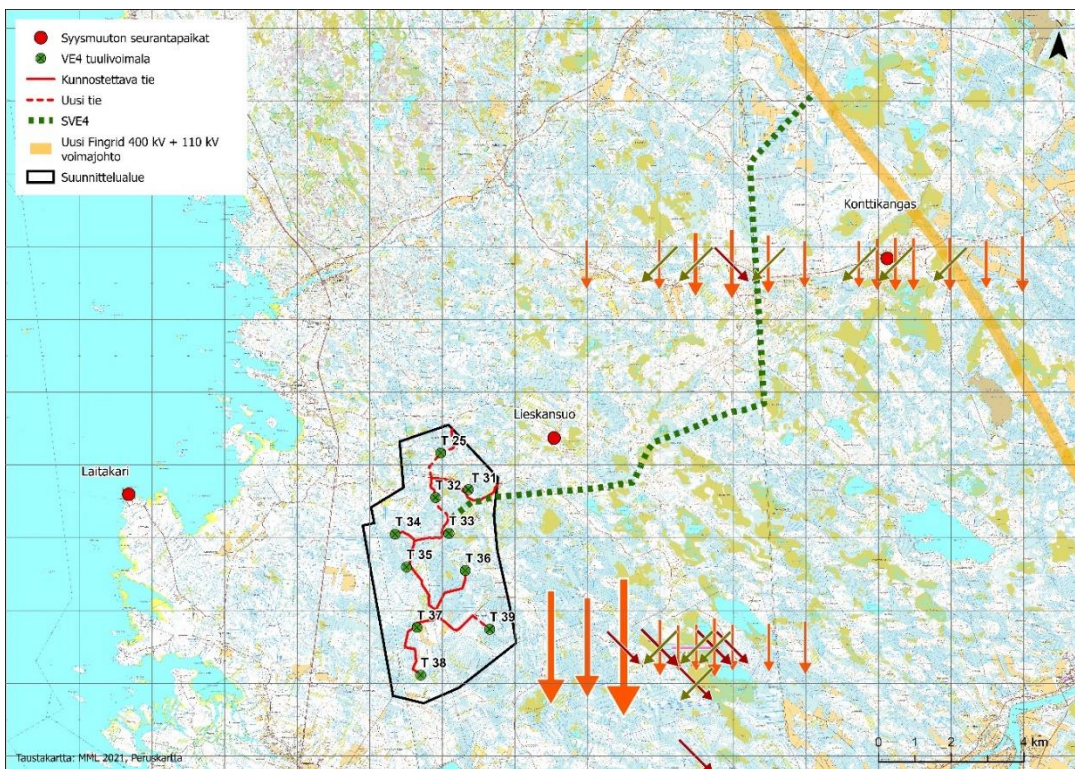 Syysmuuton seurantapaikat
VE4 tuulivoimala
Kunnostettava tie
Uusi tie
SVE4
Uusi Fingrid 400 kV + 110 kV
voimajohto
Suunnittelualue
Konttikangas
Lieskansuo
Laitakari
T 25
T 31
T 32
T 33
T 34
T 35
T 36
T 37
T 39
T 38
0 1 2 4 km
Taustakartta: MML 2021, Peruskartta